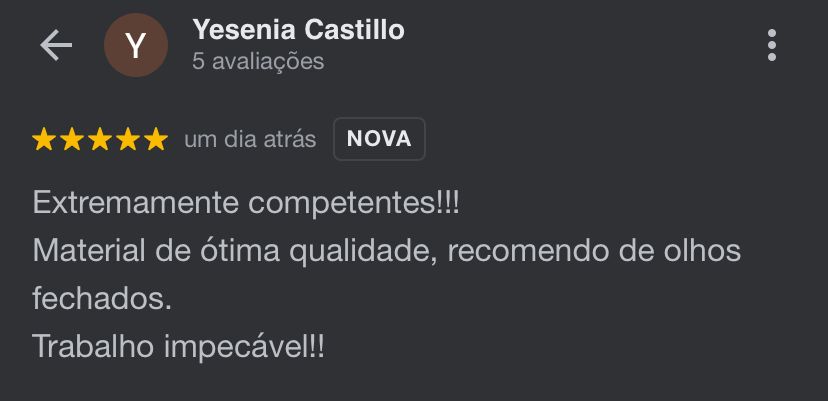 Y
Yesenia Castillo
5 avaliações
um dia atrás NOVA
Extremamente competentes!!!
Material de ótima qualidade, recomendo de olhos
fechados.
Trabalho impecável!!